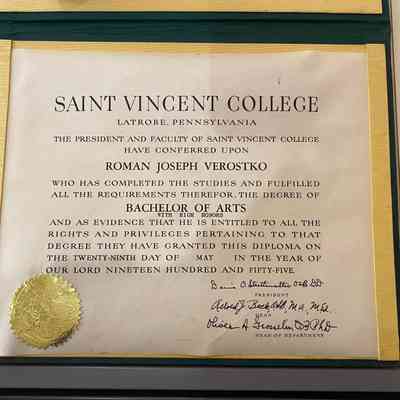 SAINT VINCENT COLLEGE
LATROBE, PENNSYLVANIA
THE PRESIDENT AND FACULTY OF SAINT VINCENT COLLEGE
HAVE CONFERRED UPON
ROMAN JOSEPH VEROSTKO
WHO HAS COMPLETED THE STUDIES AND FULFILLED
ALL THE REQUIREMENTS THEREFOR, THE DEGREE OF
BACHELOR OF ARTS
WITH HIGH HONORS
AND AS EVIDENCE THAT HE IS ENTITLED TO ALL THE
RIGHTS AND PRIVILEGES PERTAINING TO THAT
DEGREE THEY HAVE GRANTED THIS DIPLOMA ON
THE TWENTY-NINTH DAY OF MAY IN THE YEAR OF
OUR LORD NINETEEN HUNDRED AND FIFTY-FIVE.
PRESIDENT
DEAN
HEAD OF DEPARTMENT